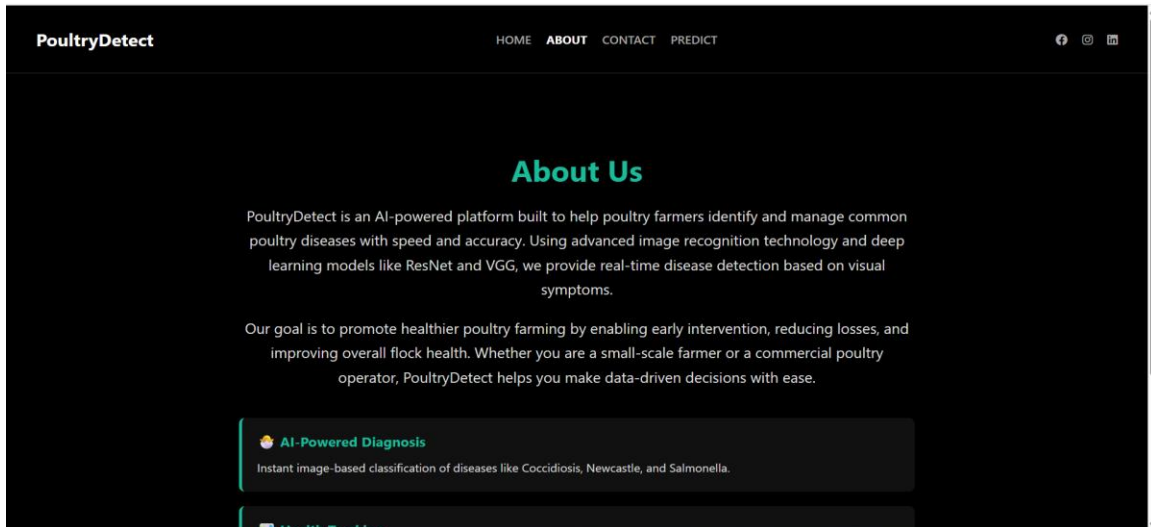 PoultryDetect
HOME ABOUT CONTACT PREDICT
About Us
PoultryDetect is an AI-powered platform built to help poultry farmers identify and manage common
poultry diseases with speed and accuracy. Using advanced image recognition technology and deep
learning models like ResNet and VGG, we provide real-time disease detection based on visual
symptoms.
Our goal is to promote healthier poultry farming by enabling early intervention, reducing losses, and
improving overall flock health. Whether you are a small-scale farmer or a commercial poultry
operator, PoultryDetect helps you make data-driven decisions with ease.
AI-Powered Diagnosis
Instant image-based classification of diseases like Coccidiosis, Newcastle, and Salmonella.